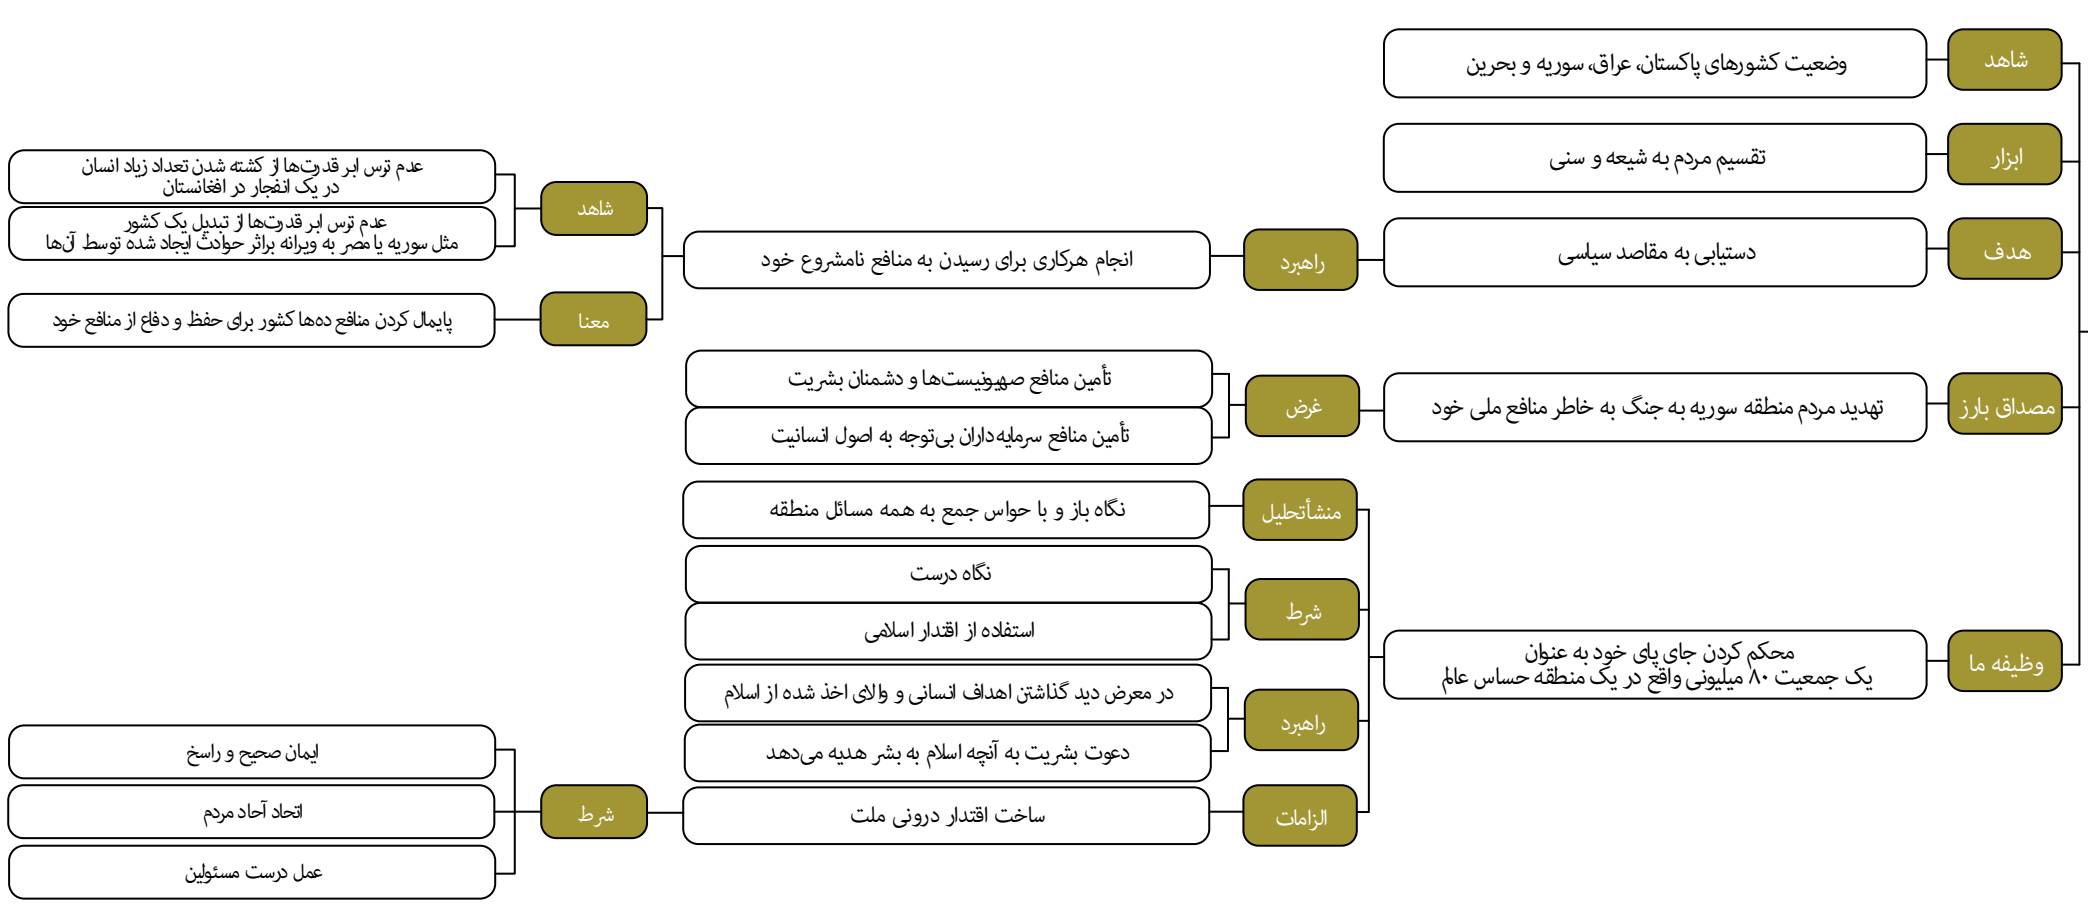 شاهد
وضعیت کشورهای پاکستان، عراق، سوریه و بحرین
ابزار
تقسیم مردم به شیعه و سنی
هدف
دستیابی به مقاصد سیاسی
راهبرد
انجام هرکاری برای رسیدن به منافع نامشروع خود
شاهد
عدم ترس ابر قدرت‌ها از کشته شدن تعداد زیاد انسان
در یک انفجار در افغانستان
عدم ترس ابر قدرت‌ها از تبدیل یک کشور
مثل سوریه یا مصر به ویرانه براثر حوادث ایجاد شده توسط آن‌ها
معنا
پایمال کردن منافع ده‌ها کشور برای حفظ و دفاع از منافع خود
مصداق بارز
تهدید مردم منطقه سوریه به جنگ به خاطر منافع ملی خود
غرض
تأمین منافع صهیونیست‌ها و دشمنان بشریت
تأمین منافع سرمایه‌داران بی‌توجه به اصول انسانیت
وظیفه ما
محکم کردن جای پای خود به عنوان
یک جمعیت ۸۰ میلیونی واقع در یک منطقه حساس عالم
منشأتحلیل
نگاه باز و با حواس جمع به همه مسائل منطقه
شرط
نگاه درست
استفاده از اقتدار اسلامی
راهبرد
در معرض دید گذاشتن اهداف انسانی و والای اخذ شده از اسلام
دعوت بشریت به آنچه اسلام به بشر هدیه می‌دهد
الزامات
ساخت اقتدار درونی ملت
شرط
ایمان صحیح و راسخ
اتحاد آحاد مردم
عمل درست مسئولین